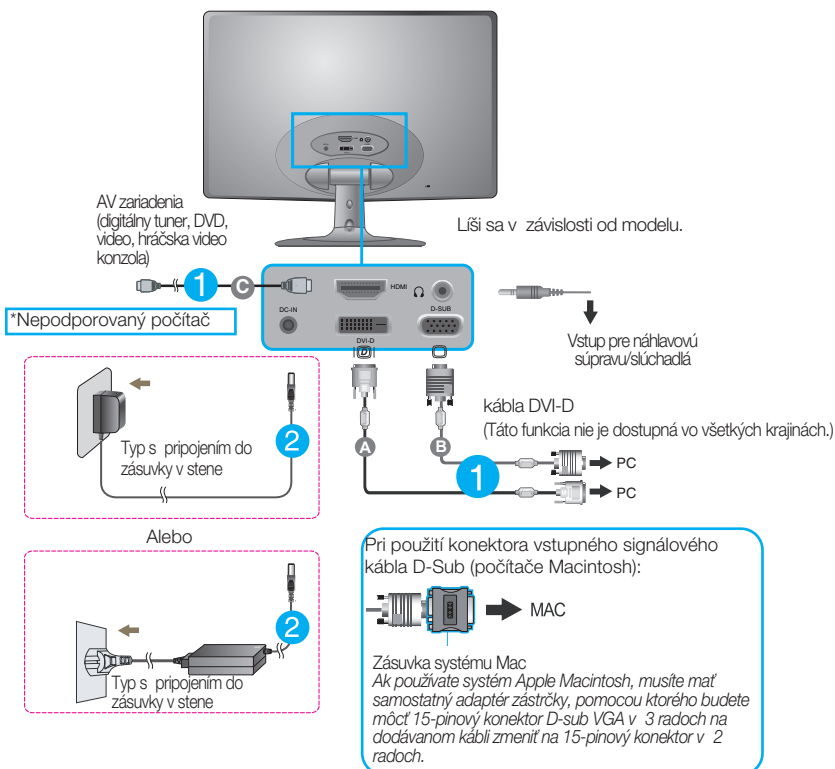 AV zariadenia
(digitálny tuner, DVD,
video, hráčska video
konzola)
Líši sa v závislosti od modelu.
1
C
HDMI
DC-IN
D-SUB
DVI-D
D
*Nepodporovaný počítač
Vstup pre náhlavovú
súpravu/slúchadlá
Typ s pripojením do
zásuvky v stene
2
kábla DVI-D
(Táto funkcia nie je dostupná vo všetkých krajinách.)
A
B
1
PC
PC
Alebo
Typ s pripojením do
zásuvky v stene
2
Pri použití konektora vstupného signálového
kábla D-Sub (počítače Macintosh):
MAC
Zásuvka systému Mac
Ak používate systém Apple Macintosh, musíte mať
samostatný adaptér zástrčky, pomocou ktorého budete
môcť 15-pinový konektor D-sub VGA v 3 radoch na
dodávanom kábli zmeniť na 15-pinový konektor v 2
radoch.